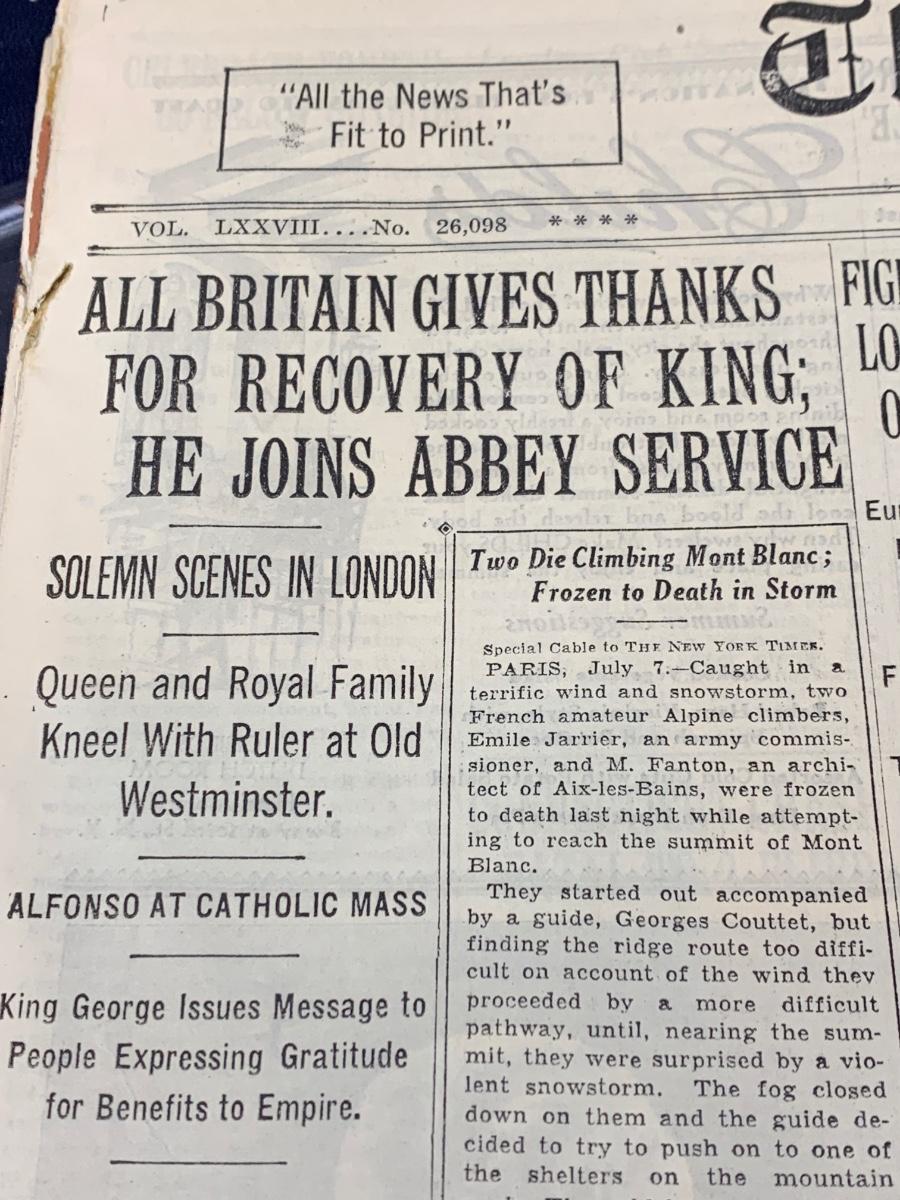 "All the News That's
Fit to Print."
VOL. LXXVIII....No. 26,098 ****
ALL BRITAIN GIVES THANKS
FOR RECOVERY OF KING;
HE JOINS ABBEY SERVICE
SOLEMN SCENES IN LONDON
Queen and Royal Family
Kneel With Ruler at Old
Westminster.
ALFONSO AT CATHOLIC MASS
King George Issues Message to
People Expressing Gratitude
for Benefits to Empire.
Two Die Climbing Mont Blanc;
Frozen to Death in Storm
Special Cable to THE NEW YORK TIMES.
PARIS, July 7.—Caught in a
terrific wind and snowstorm, two
French amateur Alpine climbers,
Emile Jarrier, an army commis-
sioner, and M. Fanton, an archi-
tect of Aix-les-Bains, were frozen
to death last night while attempt-
ing to reach the summit of Mont
Blanc.
They started out accompanied
by a guide, Georges Couttet, but
finding the ridge route too diffi-
cult on account of the wind they
proceeded by a more difficult
pathway, until, nearing the sum-
mit, they were surprised by a vio-
lent snowstorm. The fog closed
down on them and the guide de-
cided to try to push on to one of
the shelters on the mountain